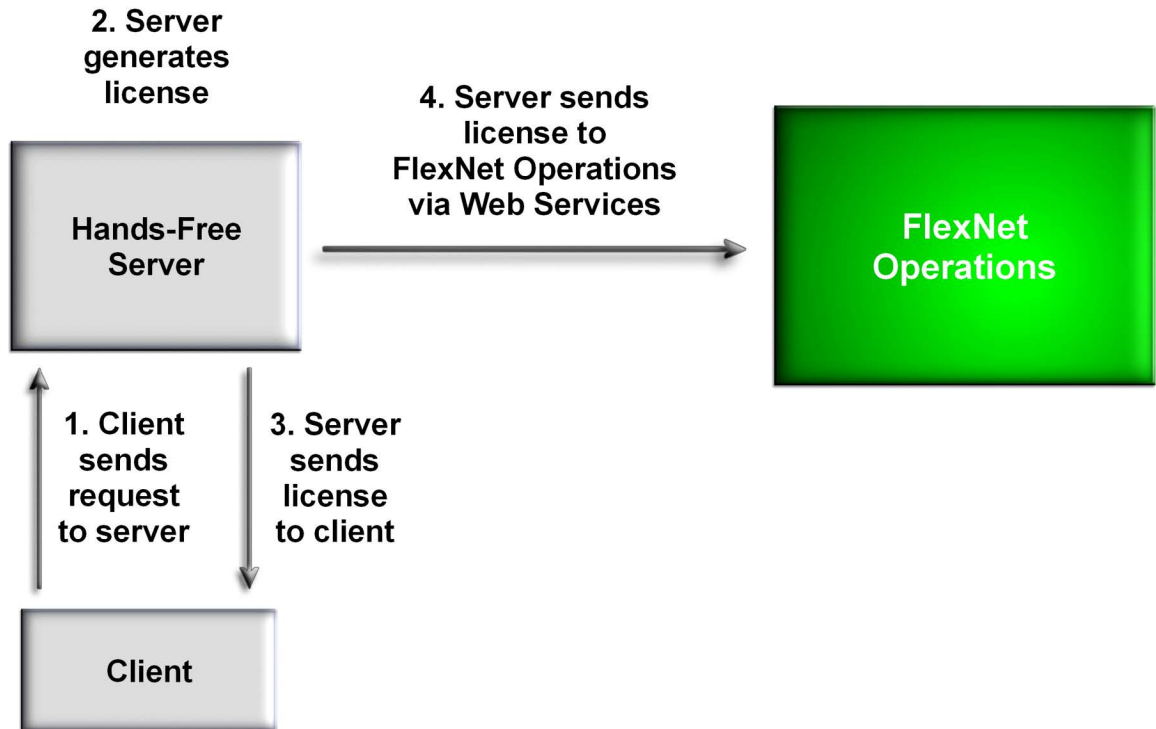 2. Server
generates
license
4. Server sends
license to
FlexNet Operations
via Web Services
Hands-Free
Server
FlexNet
Operations
1. Client
sends
request
to server
3. Server
sends
license
to client
Client